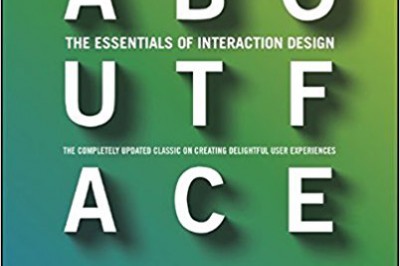 A B O
THE ESSENTIALS OF INTERACTION DESIGN
U T F
THE COMPLETELY UPDATED CLASSIC ON CREATING DELIGHTFUL USER EXPERIENCES
A C E